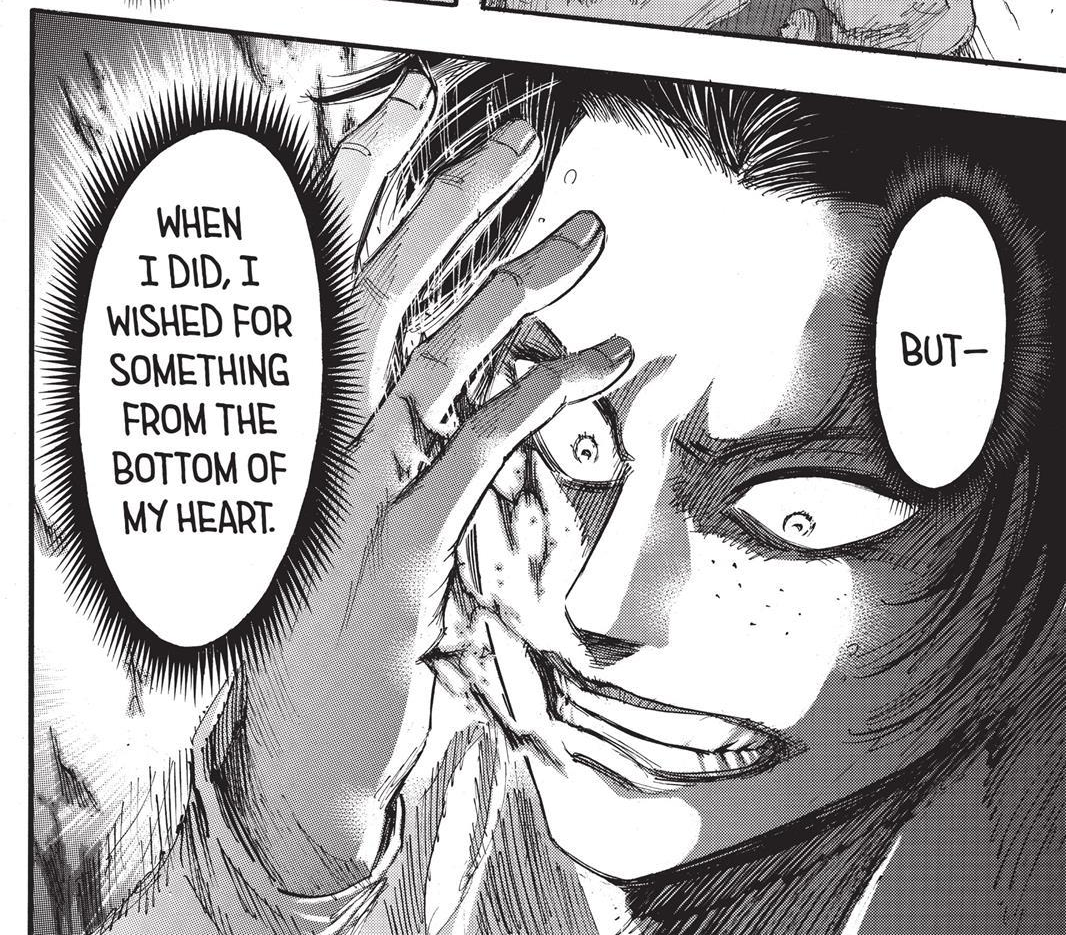 BUT—
WHEN
I DID, I
WISHED FOR
SOMETHING
FROM THE
BOTTOM OF
MY HEART.